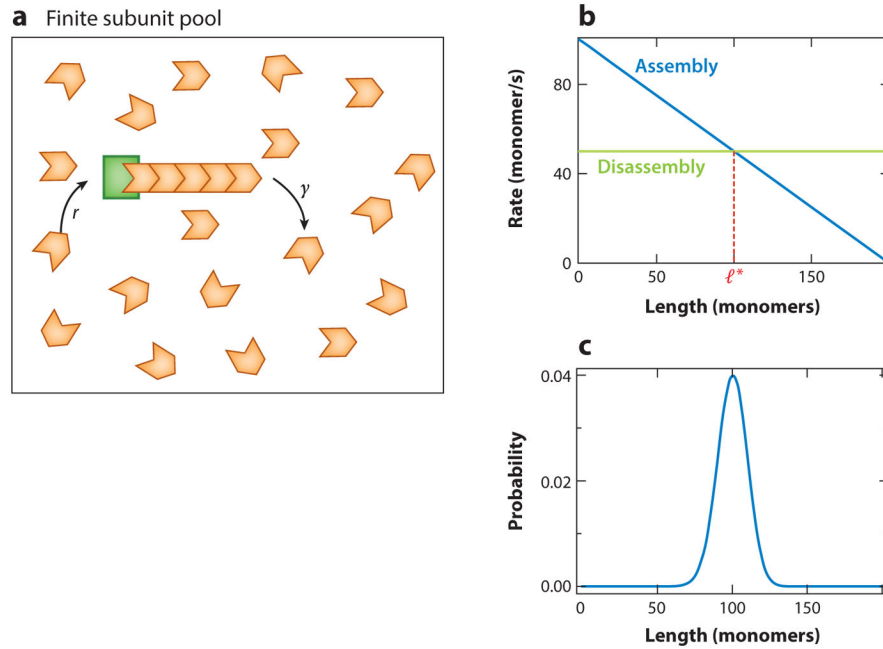 a Finite subunit pool
r
γ
b
Assembly
Disassembly
Rate (monomer/s)
80
40
0
0
50
ℓ*
150
Length (monomers)
c
Probability
0.04
0.02
0.00
0
50
100
150
Length (monomers)